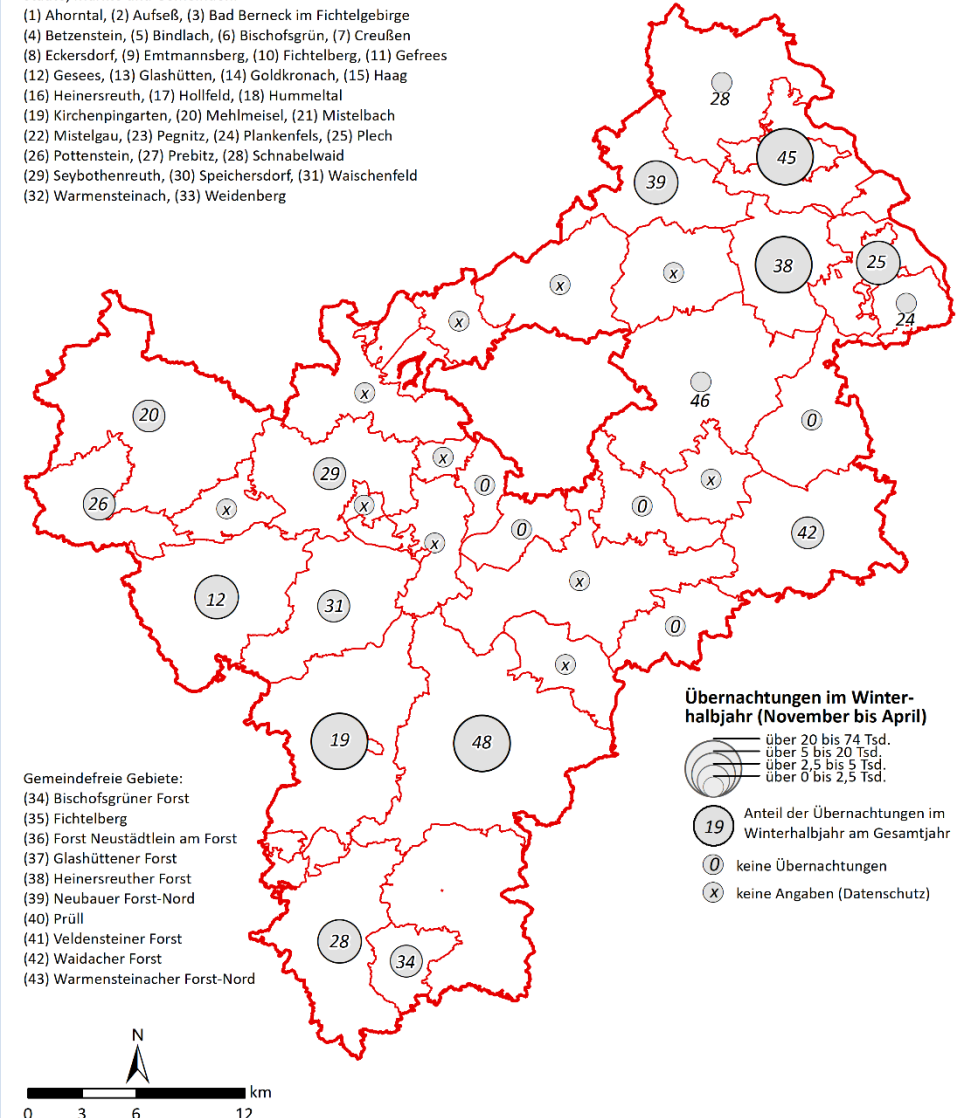 (1) Ahorntal, (2) Aufseß, (3) Bad Berneck im Fichtelgebirge
(4) Betzenstein, (5) Bindlach, (6) Bischofsgrün, (7) Creußen
(8) Eckersdorf, (9) Emtmannsberg, (10) Fichtelberg, (11) Gefrees
(12) Gesees, (13) Glashütten, (14) Goldkronach, (15) Haag
(16) Heinersreuth, (17) Hollfeld, (18) Hummeltal
(19) Kirchenpingarten, (20) Mehlmeisel, (21) Mistelbach
(22) Mistelgau, (23) Pegnitz, (24) Plankenfels, (25) Plech
(26) Pottenstein, (27) Prebitz, (28) Schnabelwaid
(29) Seybothenreuth, (30) Speichersdorf, (31) Waischenfeld
(32) Warmensteinach, (33) Weidenberg
28
45
39
38
25
x
x
24
x
46
x
20
0
29
x
0
x
26
x
x
0
0
42
x
x
12
31
0
x
19
48
28
34
Übernachtungen im Winter-
halbjahr (November bis April)
über 20 bis 74 Tsd.
über 5 bis 20 Tsd.
über 2,5 bis 5 Tsd.
über 0 bis 2,5 Tsd.
19 Anteil der Übernachtungen im
Winterhalbjahr am Gesamtjahr
0 keine Übernachtungen
x keine Angaben (Datenschutz)
Gemeindefreie Gebiete:
(34) Bischofsgrüner Forst
(35) Fichtelberg
(36) Forst Neustädtlein am Forst
(37) Glashüttener Forst
(38) Heinersreuther Forst
(39) Neubauer Forst-Nord
(40) Prüll
(41) Veldensteiner Forst
(42) Waidacher Forst
(43) Warmensteinacher Forst-Nord
N
km
0 3 6 12